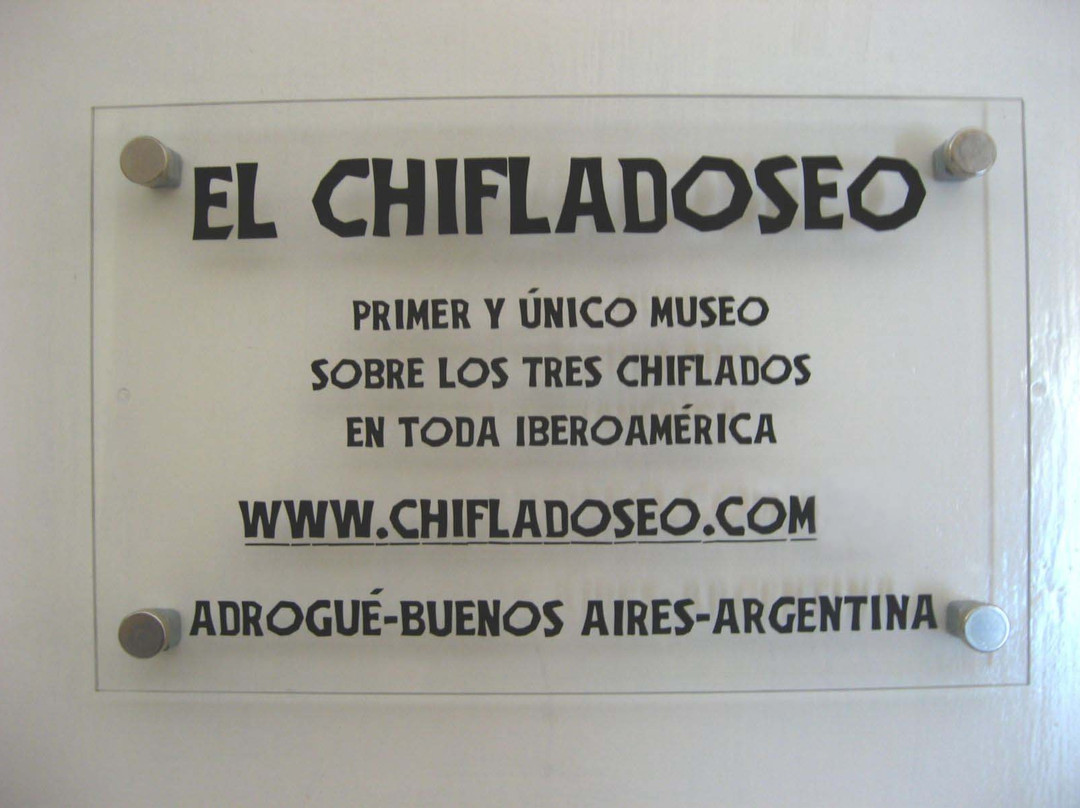 EL CHIFLADOSEO
PRIMER Y ÚNICO MUSEO
SOBRE LOS TRES CHIFLADOS
EN TODA IBEROAMÉRICA
WWW.CHIFLADOSEO.COM
ADROGUÉ-BUENOS AIRES-ARGENTINA